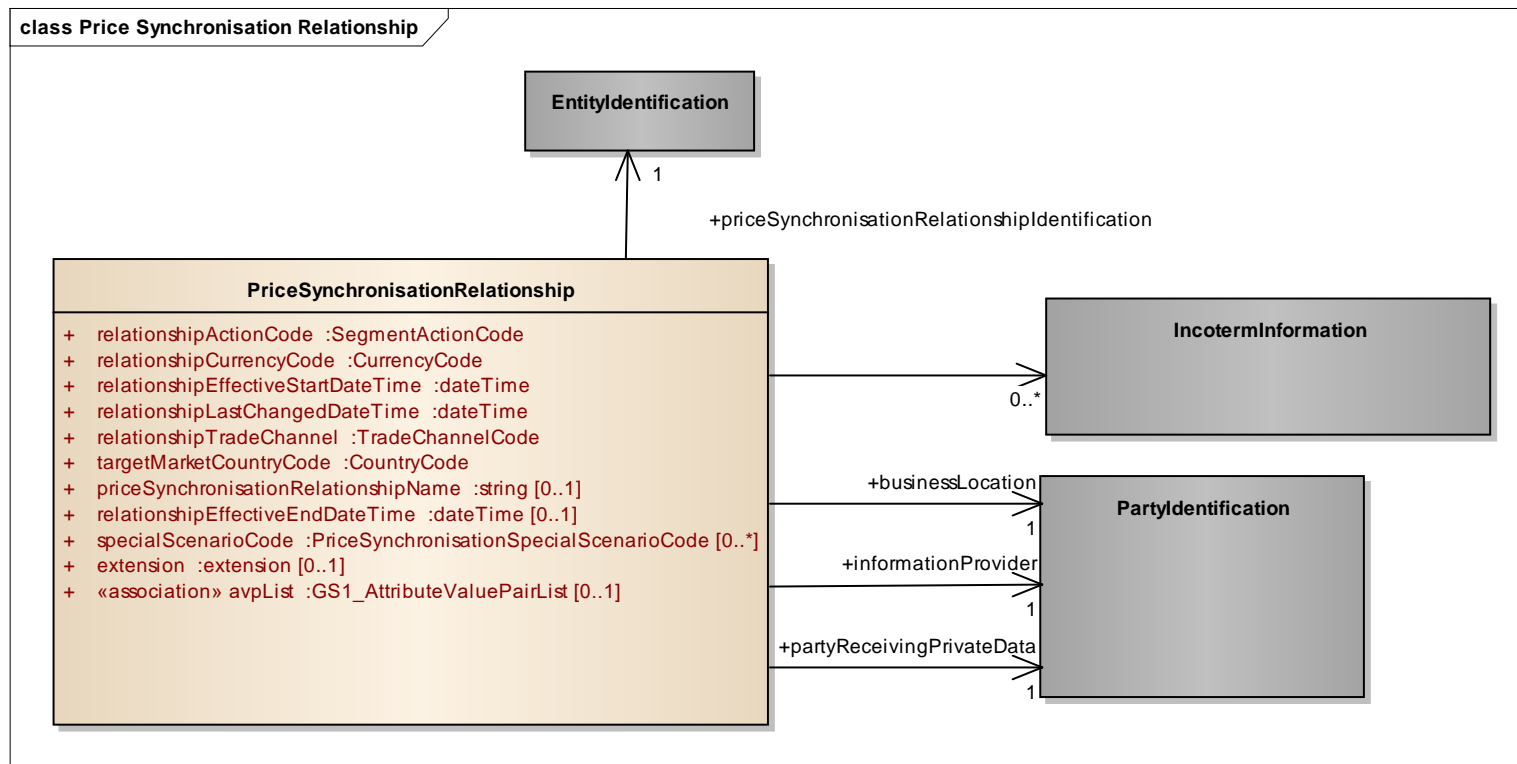 class Price Synchronisation Relationship
EntityIdentification
1
+priceSynchronisationRelationshipIdentification
PriceSynchronisationRelationship
+ relationshipActionCode :SegmentActionCode
+ relationshipCurrencyCode :CurrencyCode
+ relationshipEffectiveStartDateTime :dateTime
+ relationshipLastChangedDateTime :dateTime
+ relationshipTradeChannel :TradeChannelCode
+ targetMarketCountryCode :CountryCode
+ priceSynchronisationRelationshipName :string [0..1]
+ relationshipEffectiveEndDateTime :dateTime [0..1]
+ specialScenarioCode :PriceSynchronisationSpecialScenarioCode [0..*]
+ extension :extension [0..1]
+ «association» avpList :GS1_AttributeValuePairList [0..1]
IncotermInformation
0..*
+businessLocation
1
PartyIdentification
+informationProvider
1
+partyReceivingPrivateData
1